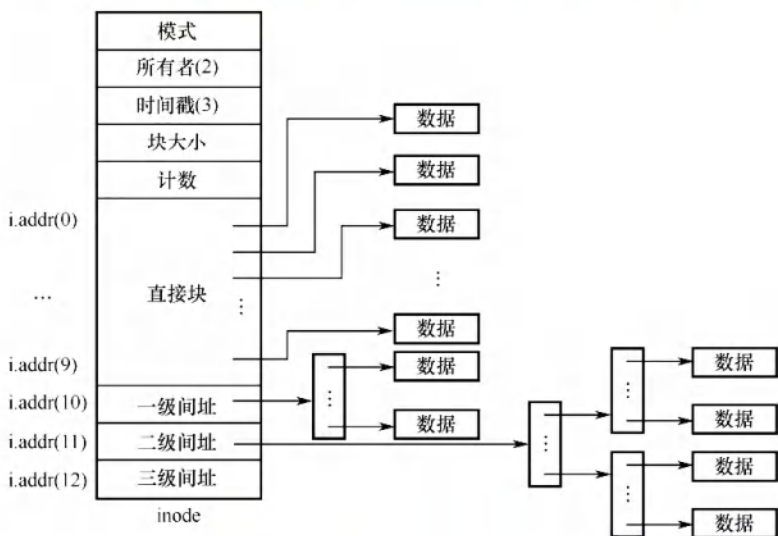 模式
所有者(2)
时间戳(3)
块大小
计数
i.addr(0)
...
直接块
⋮
i.addr(9)
i.addr(10)
一级间址
i.addr(11)
二级间址
i.addr(12)
三级间址
inode
数据
数据
数据
⋮
数据
数据
⋮
数据
⋮
⋮
数据
数据
⋮
数据
数据